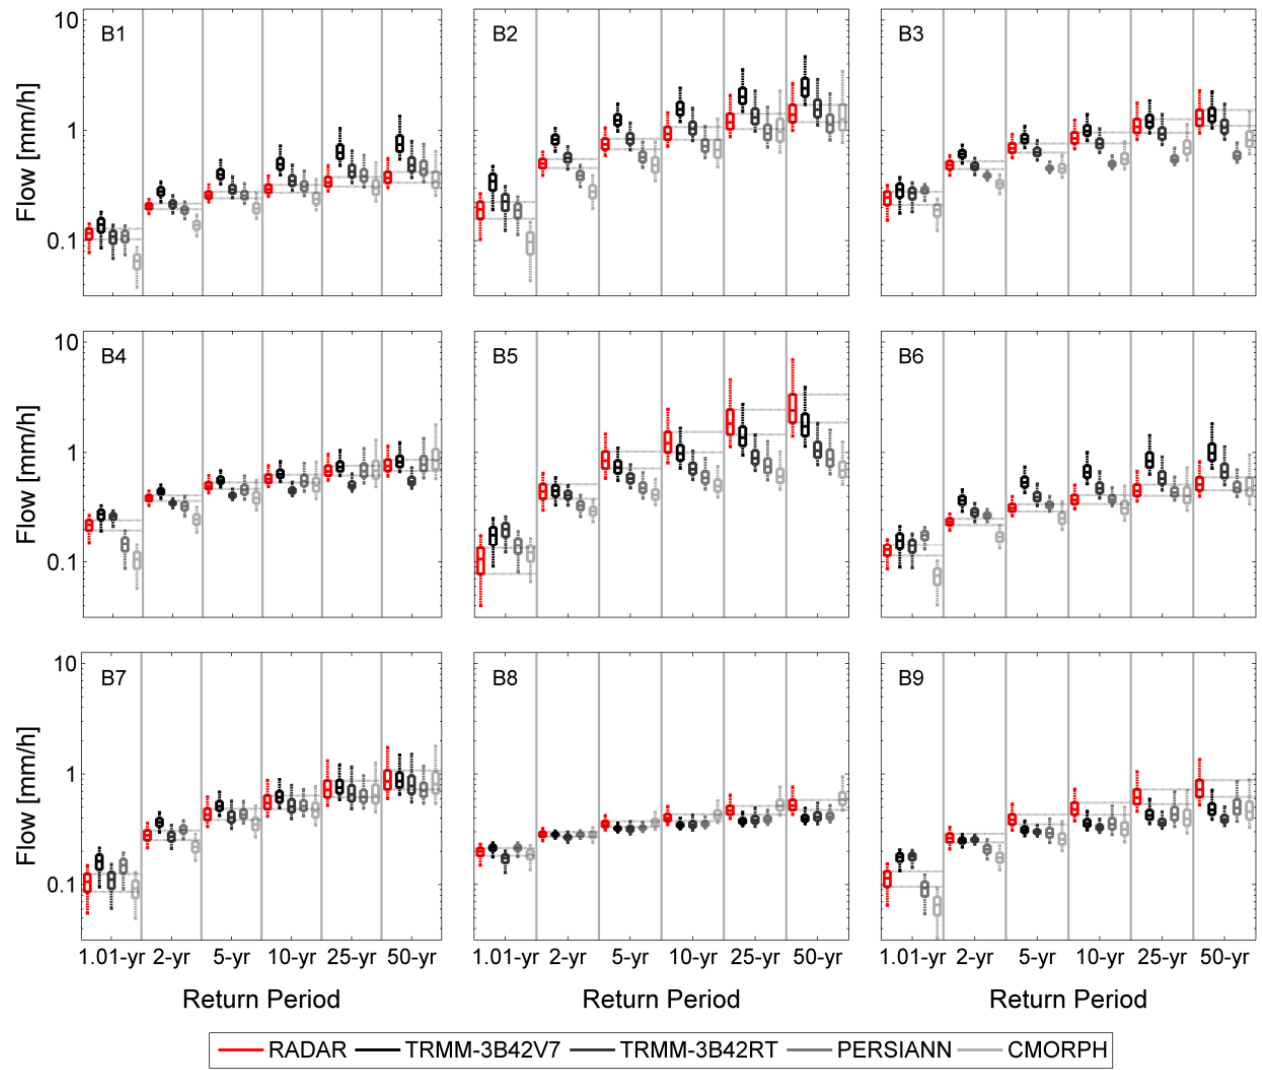 B1
B2
B3
Flow [mm/h]
10
1
0.1
B4
B5
B6
Flow [mm/h]
10
1
0.1
B7
B8
B9
Flow [mm/h]
10
1
0.1
1.01-yr 2-yr 5-yr 10-yr 25-yr 50-yr
1.01-yr 2-yr 5-yr 10-yr 25-yr 50-yr
1.01-yr 2-yr 5-yr 10-yr 25-yr 50-yr
Return Period
Return Period
Return Period
RADAR TRMM-3B42V7 TRMM-3B42RT PERSIANN CMORPH